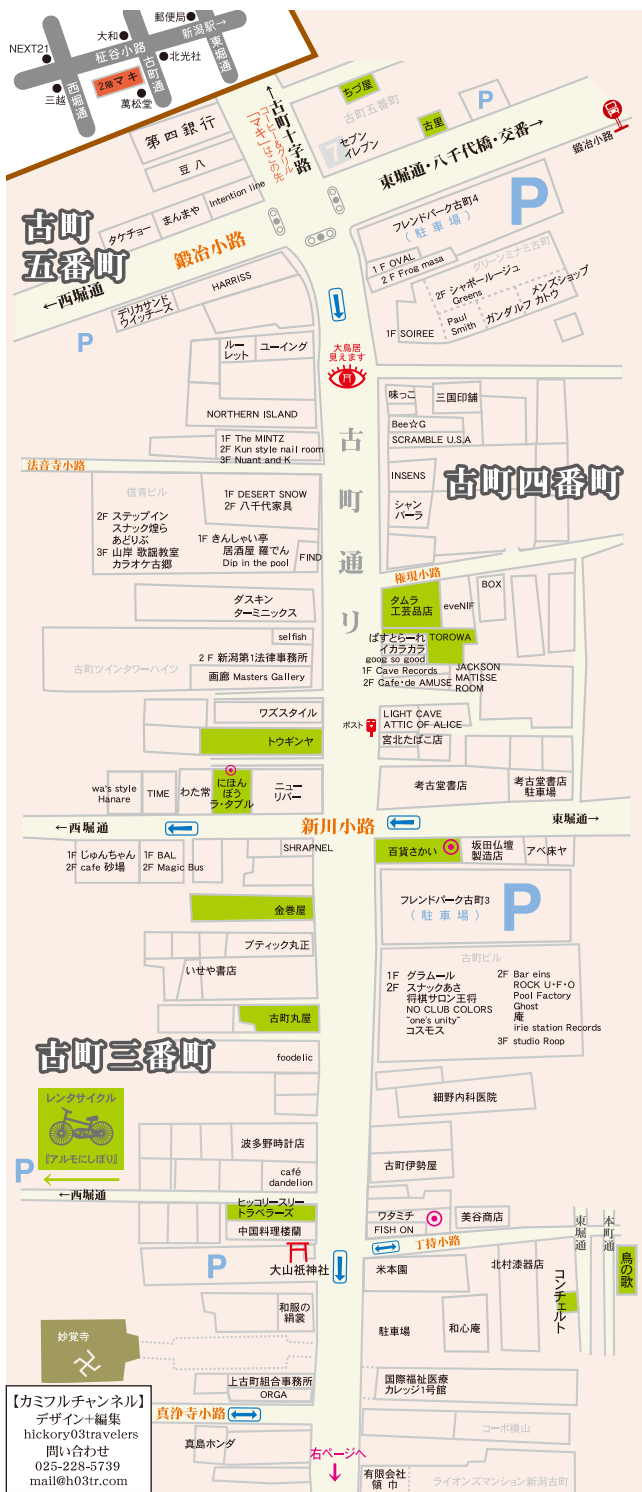 郵便局
新潟駅→
NEXT21
大和
柾谷小路
東堀通
北光社
古町通
2階マキ
三越
西堀通
萬松堂
←古町十字路
コーヒー&グリル
「マキ」はこの先
ちづ屋
古町五番町
古里
P
セブン
イレブン
東堀通・八千代橋・交番→
鍛冶小路
第四銀行
豆八
Intention line
まんまや
タケチョー
古町
五番町
鍛冶小路
←西堀通
フレンドパーク古町4
(駐車場)
P
1F OVAL
2F Frog masa
グリーンミナミ古町
2F シャポールージュ
Greens
メンズショップ
カトウ
Paul
Smith
ガンダルフ
1F SOIREE
HARRISS
デリカサンド
ウイッチーズ
P
ルー
レット
ユーイング
大鳥居
見えます
NORTHERN ISLAND
味っこ
三国印舗
Bee☆G
SCRAMBLE U.S.A
1F The MINTZ
2F Kun style nail room
3F Nuant and K
法音寺小路
古町通り
INSENS
シャン
バーラ
古町四番町
信青ビル
2F ステップイン
スナック煌ら
あどりぶ
3F 山岸 歌謡教室
カラオケ古郷
1F DESERT SNOW
2F 八千代家具
1F きんしゃい亭
居酒屋 羅でん
Dip in the pool
FIND
権現小路
ダスキン
ターミニックス
タムラ
工芸品店
eveNIF
BOX
selfish
古町ツインタワーハイツ
2F 新潟第1法律事務所
画廊 Masters Gallery
ぱすとらーれ
TOROWA
イカラカラ
goog so good
1F Cave Records
2F Cafe・de AMUSE
JACKSON
MATISSE
ROOM
ワズスタイル
トウギンヤ
ポスト
LIGHT CAVE
ATTIC OF ALICE
宮北たばこ店
wa's style
Hanare
TIME
わた常
にほん
ぼう
ラ・タブル
ニュー
リバー
考古堂書店
考古堂書店
駐車場
←西堀通
新川小路
東堀通→
1F じゅんちゃん
2F cafe 砂場
1F BAL
2F Magic Bus
SHRAPNEL
百貨さかい
坂田仏壇
製造店
アベ床ヤ
金巻屋
フレンドパーク古町3
(駐車場)
P
ブティック丸正
いせや書店
古町ビル
1F グラムール
2F スナックあさ
将棋サロン王将
NO CLUB COLORS
"one's unity"
コスモス
2F Bar eins
ROCK U・F・O
Pool Factory
Ghost
庵
irie station Records
3F studio Roop
古町丸屋
古町三番町
foodelic
レンタサイクル
『アルモにしぼり』
P
細野内科医院
波多野時計店
古町伊勢屋
café
dandelion
←西堀通
ヒッコリースリー
トラベラーズ
中国料理楼蘭
ワタミチ
FISH ON
美谷商店
丁持小路
東堀通
本町通
P
大山祇神社
米本園
北村漆器店
コンチェルト
鳥の歌
和服の
絹裳
駐車場
和心庵
妙覚寺
上古町組合事務所
ORGA
国際福祉医療
カレッジ1号館
【カミフルチャンネル】
デザイン+編集
hickory03travelers
問い合わせ
025-228-5739
mail@h03tr.com
真浄寺小路
真島ホンダ
コーポ横山
右ページへ
↓
有限会社
領巾
ライオンズマンション新潟古町